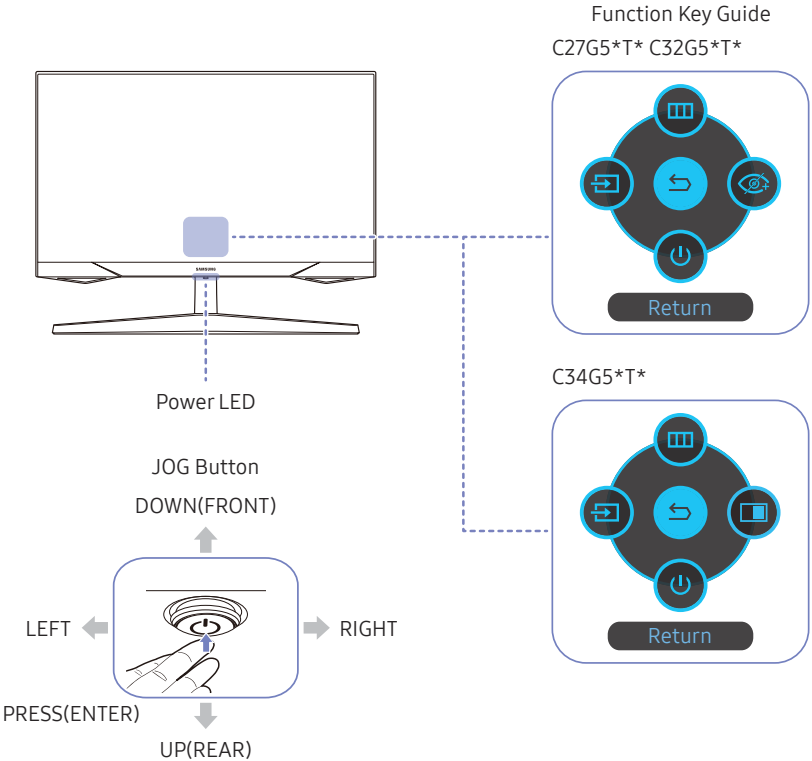 Function Key Guide
C27G5*T* C32G5*T*
SAMSUNG
Return
Power LED
C34G5*T*
Return
JOG Button
DOWN(FRONT)
LEFT
RIGHT
PRESS(ENTER)
UP(REAR)